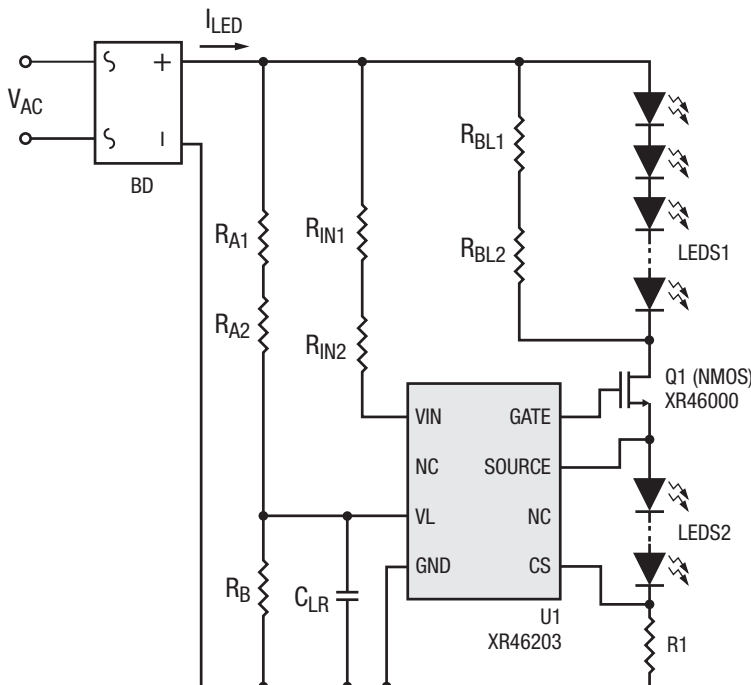 I_LED
V_AC
+
BD
R_A1
R_A2
R_IN1
R_IN2
R_BL1
R_BL2
LEDS1
Q1 (NMOS)
XR46000
VIN
GATE
NC
SOURCE
VL
NC
GND
CS
U1
XR46203
LEDS2
R_B
C_LR
R1